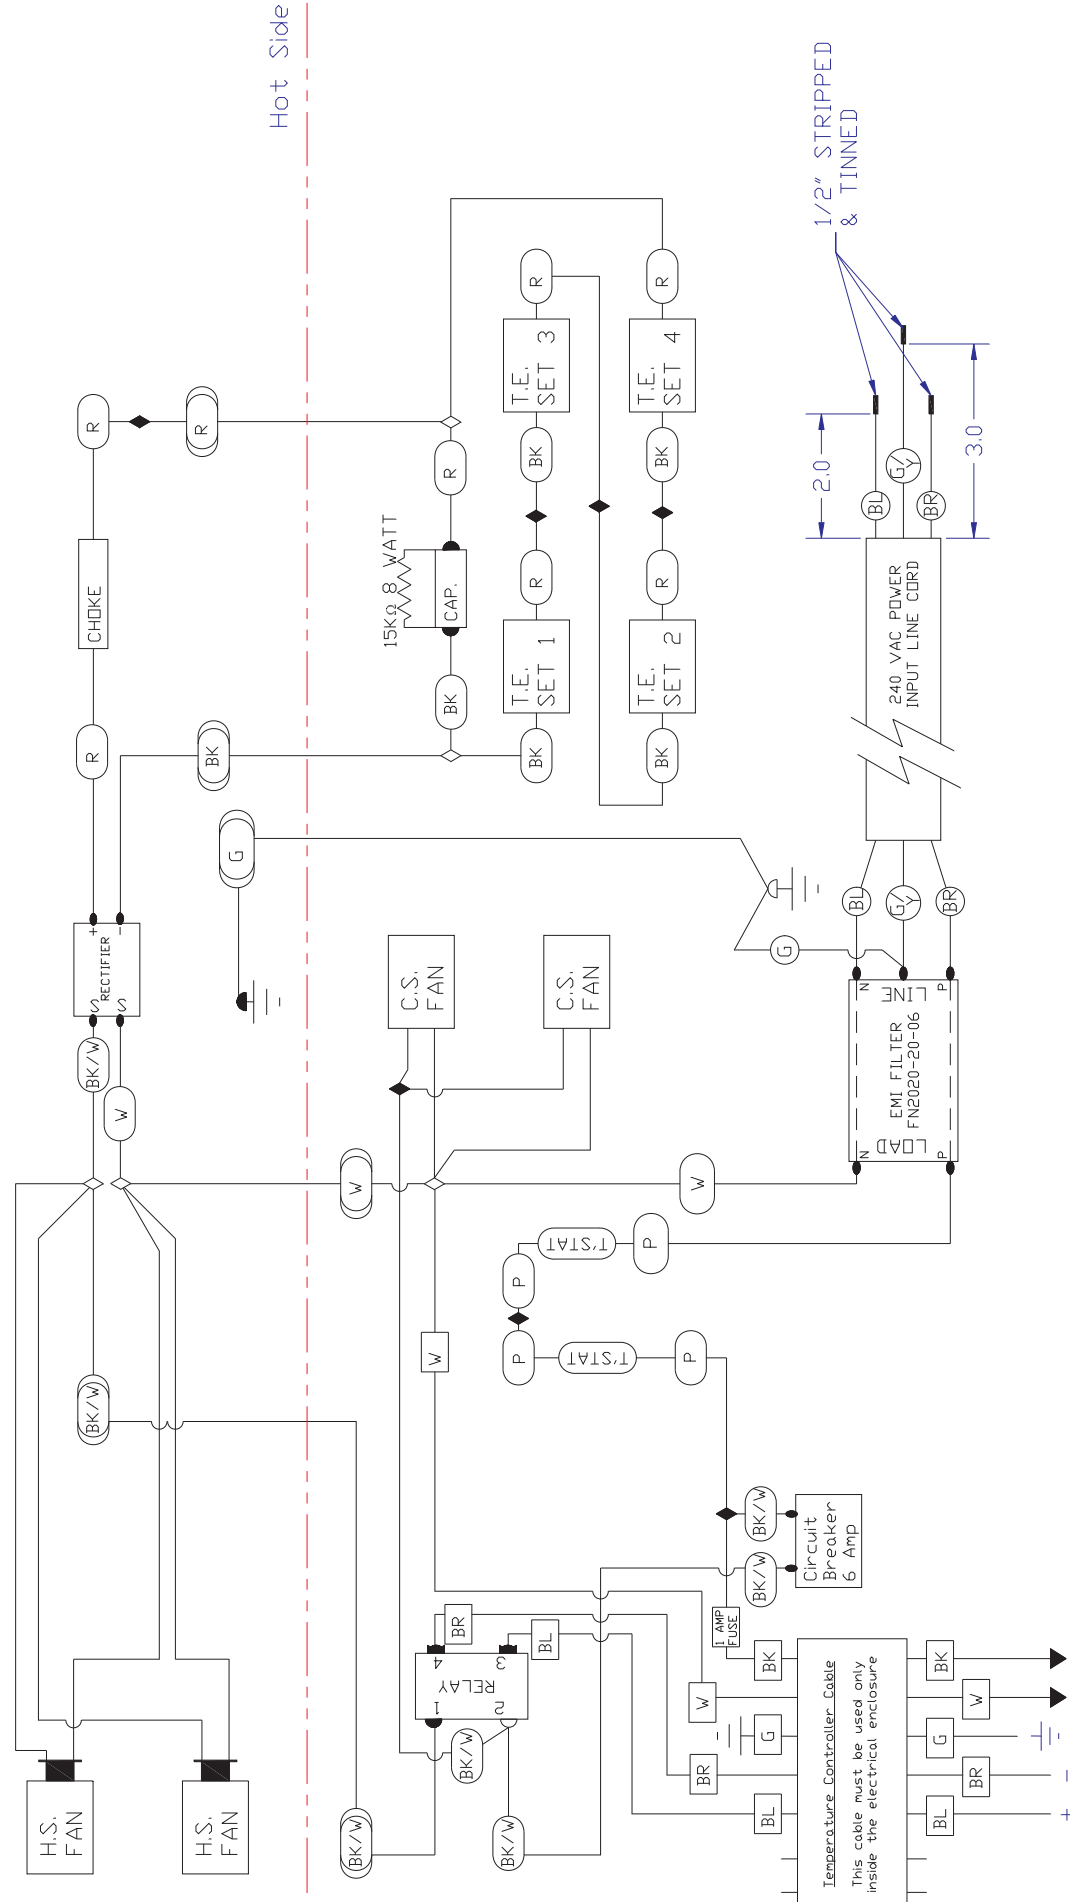 Hot Side
R
R
CHOKE
R
BK
G
RECTIFIER
+
-
S
S
BK/W
W
R
15KΩ 8 WATT
CAP.
BK
R
T.E.
SET 3
BK
R
T.E.
SET 1
BK
R
T.E.
SET 4
BK
R
T.E.
SET 2
BK
1/2" STRIPPED
& TINNED
2.0
3.0
BL
G/Y
BR
240 VAC POWER
INPUT LINE CORD
BL
G/Y
BR
G
N
LINE
P
EMI FILTER
FN2020-20-06
N
LOAD
P
C.S.
FAN
C.S.
FAN
W
W
P
T'STAT
P
P
T'STAT
P
W
BK/W
BK/W
BK/W
Circuit
Breaker
6 Amp
1 AMP
FUSE
BR
BL
4
3
RELAY
1
2
BK/W
BK/W
BK/W
H.S.
FAN
H.S.
FAN
BK
W
G
BR
BL
Temperature Controller Cable
This cable must be used only
inside the electrical enclosure
BK
W
G
BR
BL
-
+